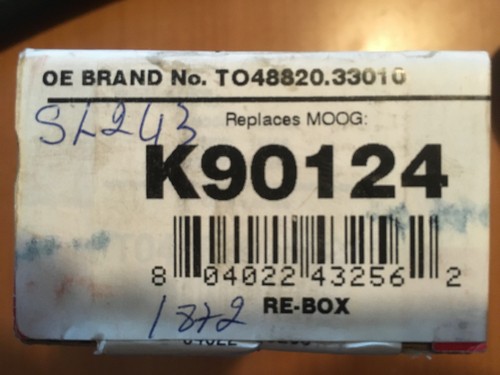 OE BRAND No. TO48820.33010
SL243
Replaces MOOG:
K90124
8 04022 43256 2
1872 RE-BOX